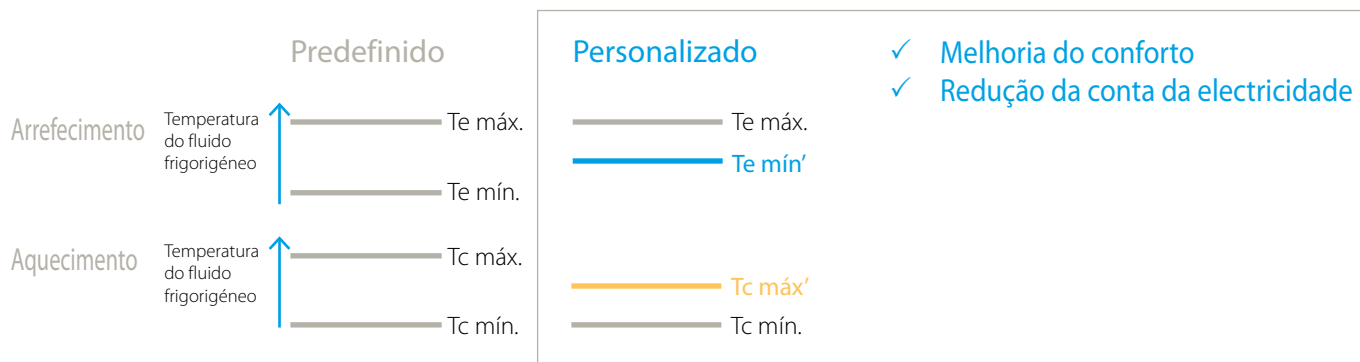 Predefinido
Personalizado
✓ Melhoria do conforto
✓ Redução da conta da electricidade
Arrefecimento
Temperatura
do fluido
frigorigéneo
Te máx.
Te mín.
Te máx.
Te mín’
Aquecimento
Temperatura
do fluido
frigorigéneo
Tc máx.
Tc mín.
Tc máx’
Tc mín.